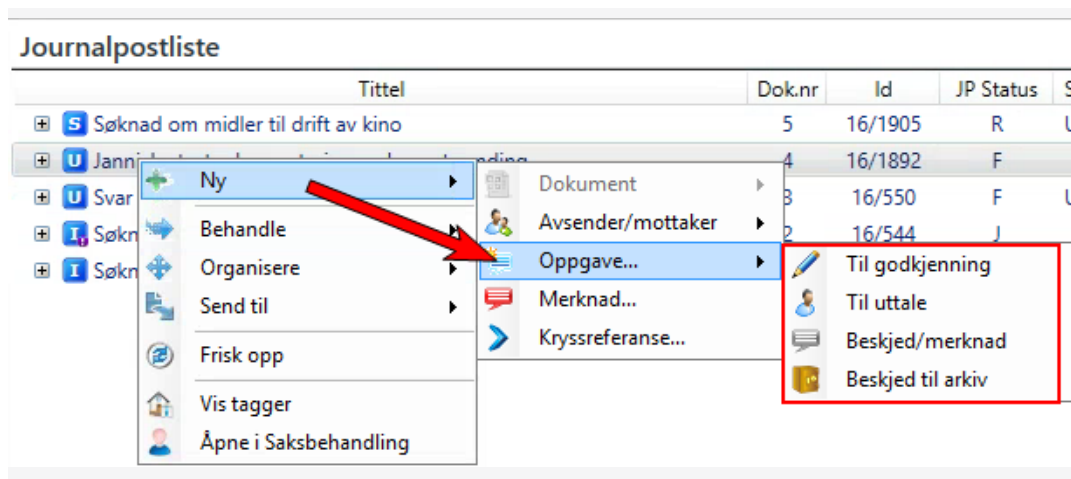 Journalpostliste
Tittel Dok.nr Id JP Status S
S Søknad om midler til drift av kino 5 16/1905 R U
U 4 16/1892 F
U Svar 3 16/550 F U
I Søkn 2 16/544 J
I Søkn
Ny
Behandle
Organisere
Send til
Frisk opp
Vis tagger
Åpne i Saksbehandling
Dokument
Avsender/mottaker
Oppgave...
Merknad...
Kryssreferanse...
Til godkjenning
Til uttale
Beskjed/merknad
Beskjed til arkiv